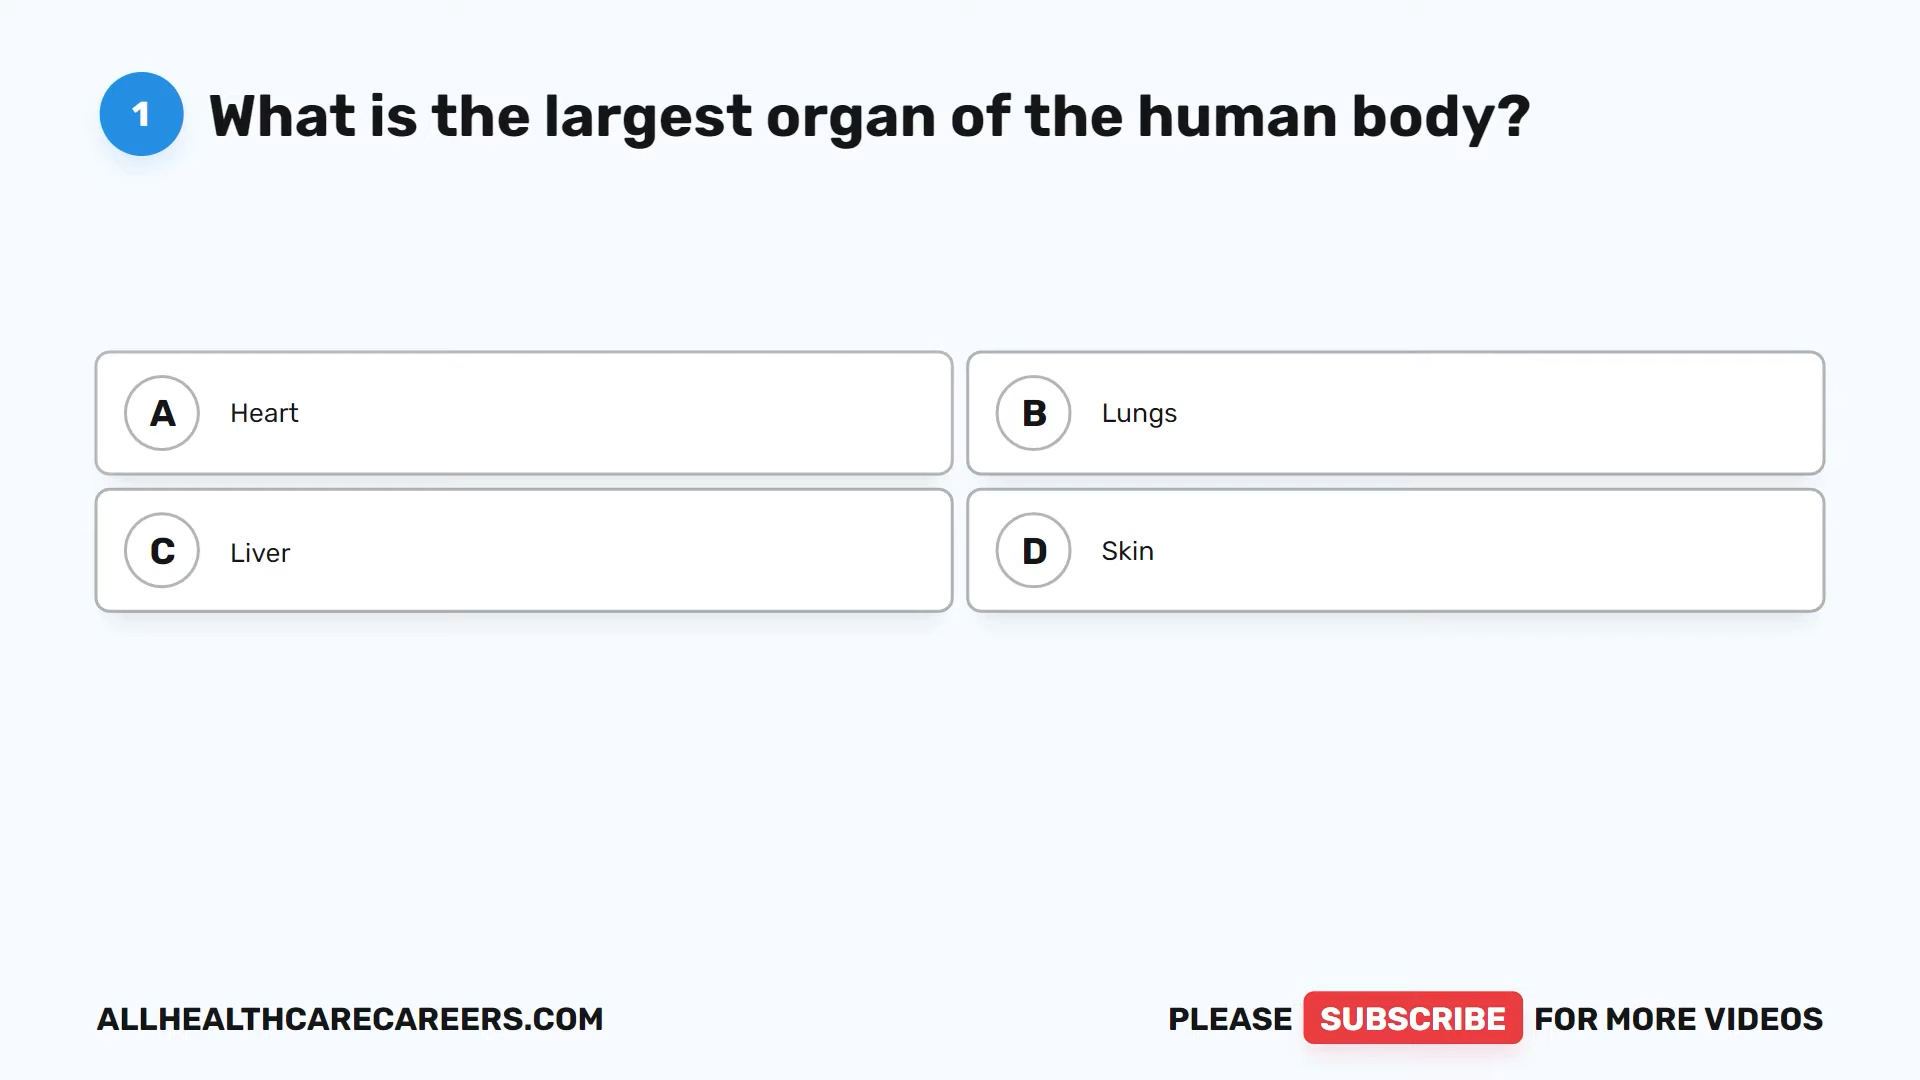 1 What is the largest organ of the human body?
A Heart
B Lungs
C Liver
D Skin
ALLHEALTHCARECAREERS.COM
PLEASE SUBSCRIBE FOR MORE VIDEOS